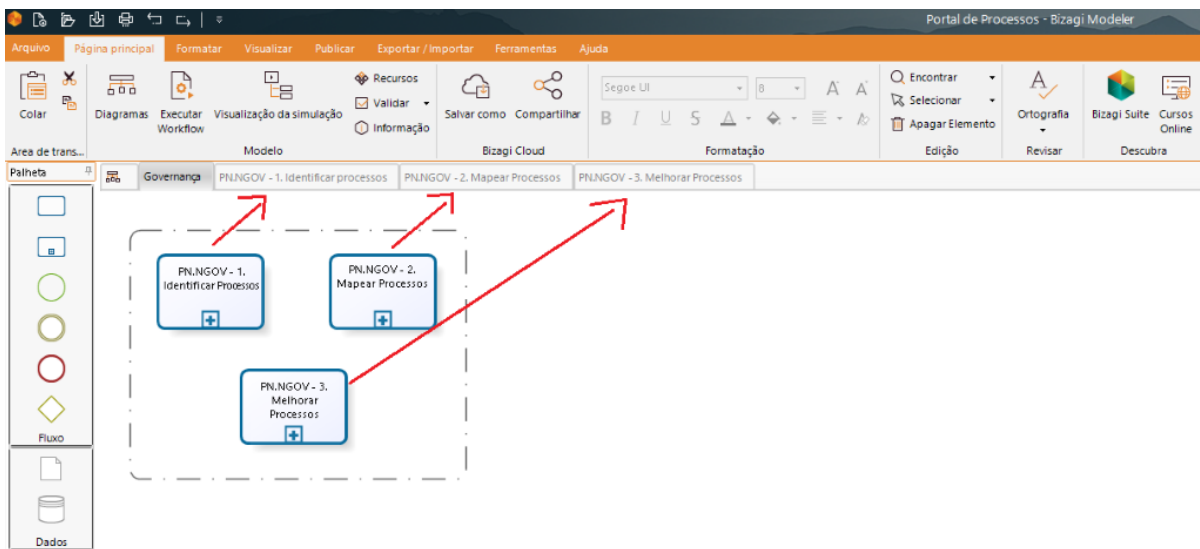 Portal de Processos - Bizagi Modeler
Arquivo Página principal Formatar Visualizar Publicar Exportar / Importar Ferramentas Ajuda
Colar
Area de trans...
Diagramas
Executar
Workflow
Visualização da simulação
Recursos
Validar
Informação
Modelo
Salvar como
Compartilhar
Bizagi Cloud
Segoe UI
8
A A
B I U S A
Formatação
Encontrar
Selecionar
Apagar Elemento
Edição
Ortografia
Revisar
Bizagi Suite
Cursos
Online
Descubra
Palheta
Governança PN.NGOV - 1. Identificar processos PN.NGOV - 2. Mapear Processos PN.NGOV - 3. Melhorar Processos
PN.NGOV - 1.
Identificar Processos
PN.NGOV - 2.
Mapear Processos
PN.NGOV - 3.
Melhorar
Processos
Fluxo
Dados